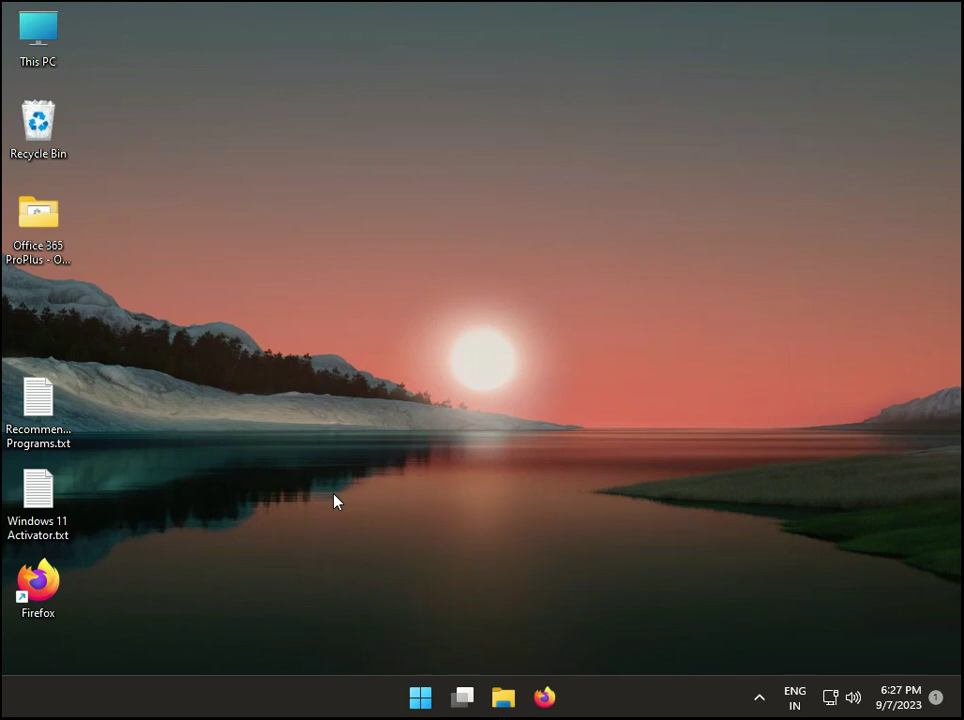 This PC
Recycle Bin
Office 365
ProPlus - O...
Recommen...
Programs.txt
Windows 11
Activator.txt
Firefox
ENG
IN
6:27 PM
9/7/2023
1